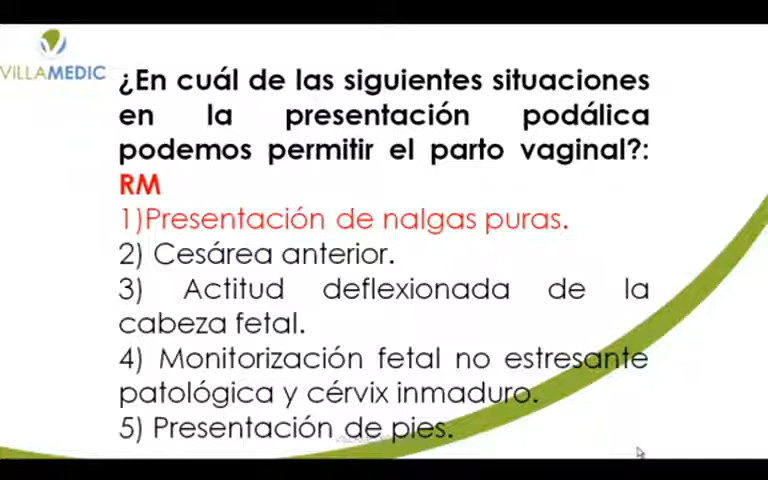 VILLAMEDIC
¿En cuál de las siguientes situaciones
en la presentación podálica
podemos permitir el parto vaginal?:
RM
1)Presentación de nalgas puras.
2) Cesárea anterior.
3) Actitud deflexionada de la
cabeza fetal.
4) Monitorización fetal no estresante
patológica y cérvix inmaduro.
5) Presentación de pies.